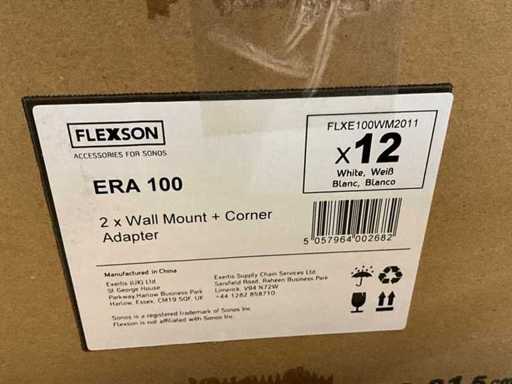 FLEXSON
ACCESSORIES FOR SONOS
FLXE100WM2011
x12
White, Weiß
Blanc, Blanco
ERA 100
2 x Wall Mount + Corner
Adapter
5 057964 002682
Manufactured in China
Exertis (UK) Ltd
St George House
Parkway, Harlow Business Park
Harlow, Essex, CM19 5QF, UK
Exertis Supply Chain Services Ltd
Sarsfield Road, Raheen Business Park
Limerick, V94 N72W
+44 1282 858710
Sonos is a registered trademark of Sonos Inc.
Flexson is not affiliated with Sonos Inc.